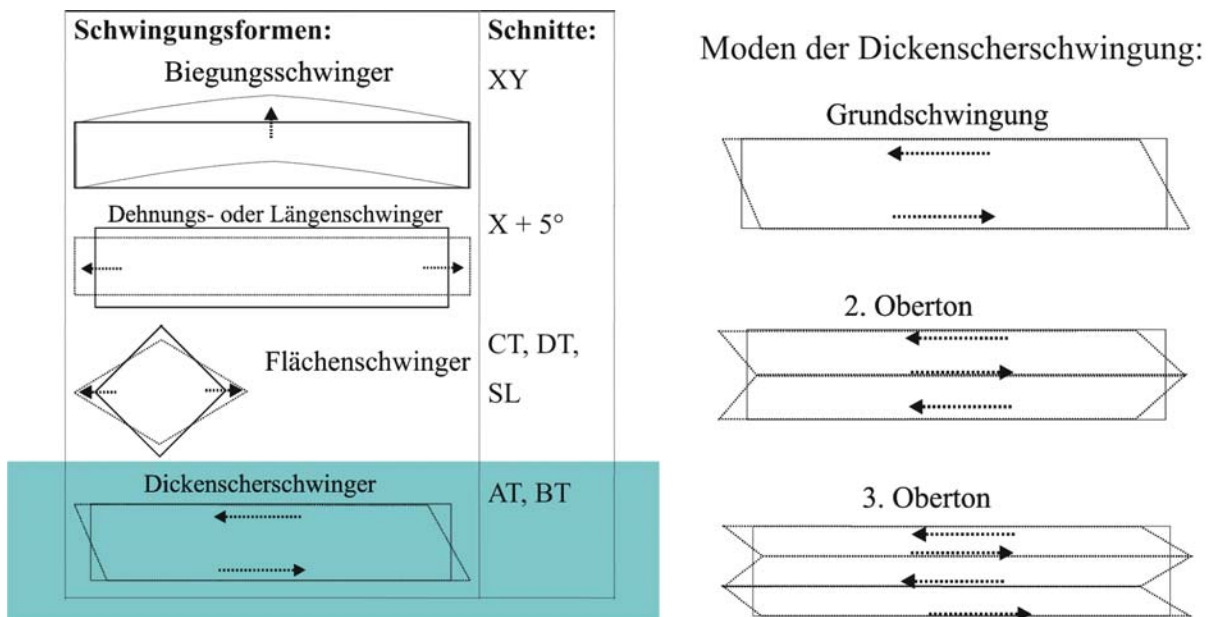 Schwingungsformen: Schnitte:
Biegungsschwinger XY
Dehnungs- oder Längenschwinger X + 5°
Flächenschwinger CT, DT,
SL
Dickenscherschwinger AT, BT
Moden der Dickenscherschwingung:
Grundschwingung
2. Oberton
3. Oberton